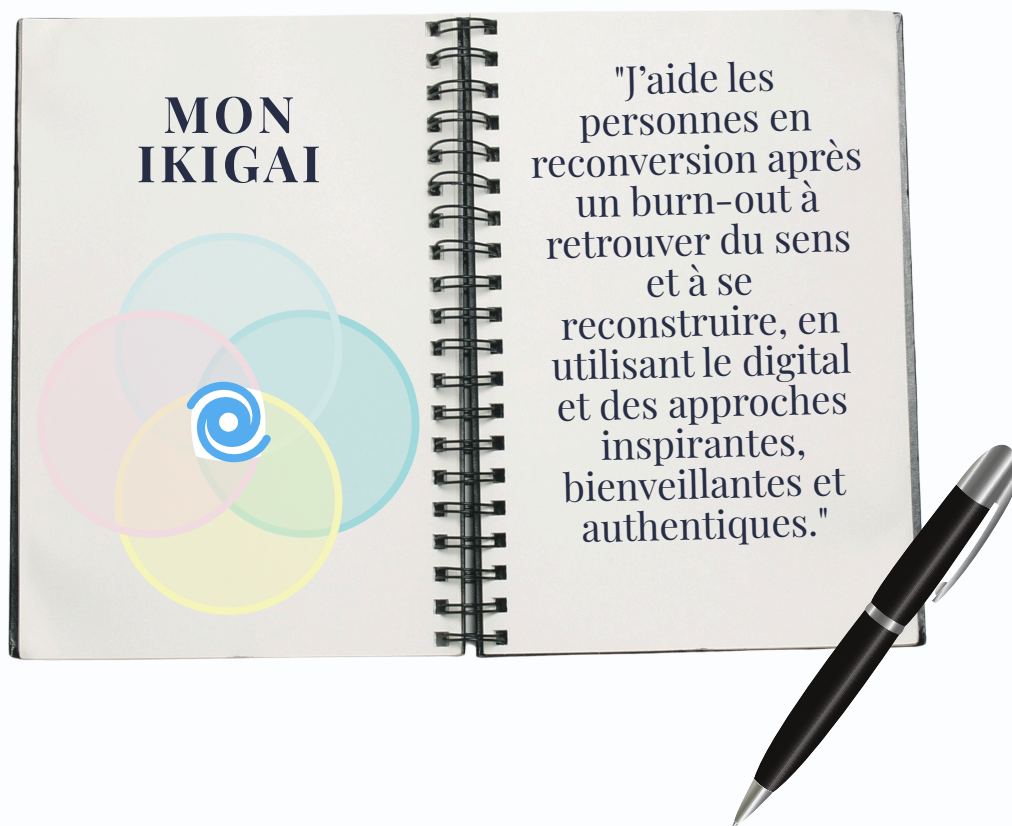 MON
IKIGAI
"J’aide les
personnes en
reconversion après
un burn-out à
retrouver du sens
et à se
reconstruire, en
utilisant le digital
et des approches
inspirantes,
bienveillantes et
authentiques."